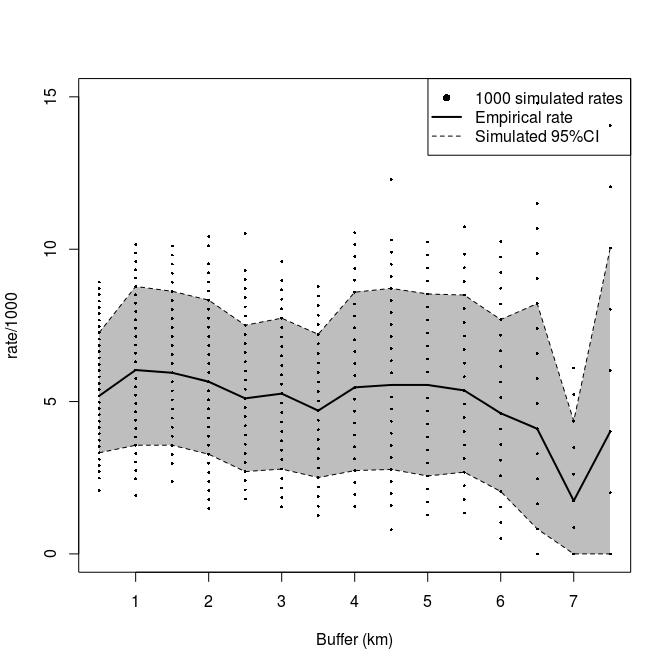 15
10
5
0
rate/1000
1000 simulated rates
Empirical rate
Simulated 95%CI
1 2 3 4 5 6 7
Buffer (km)